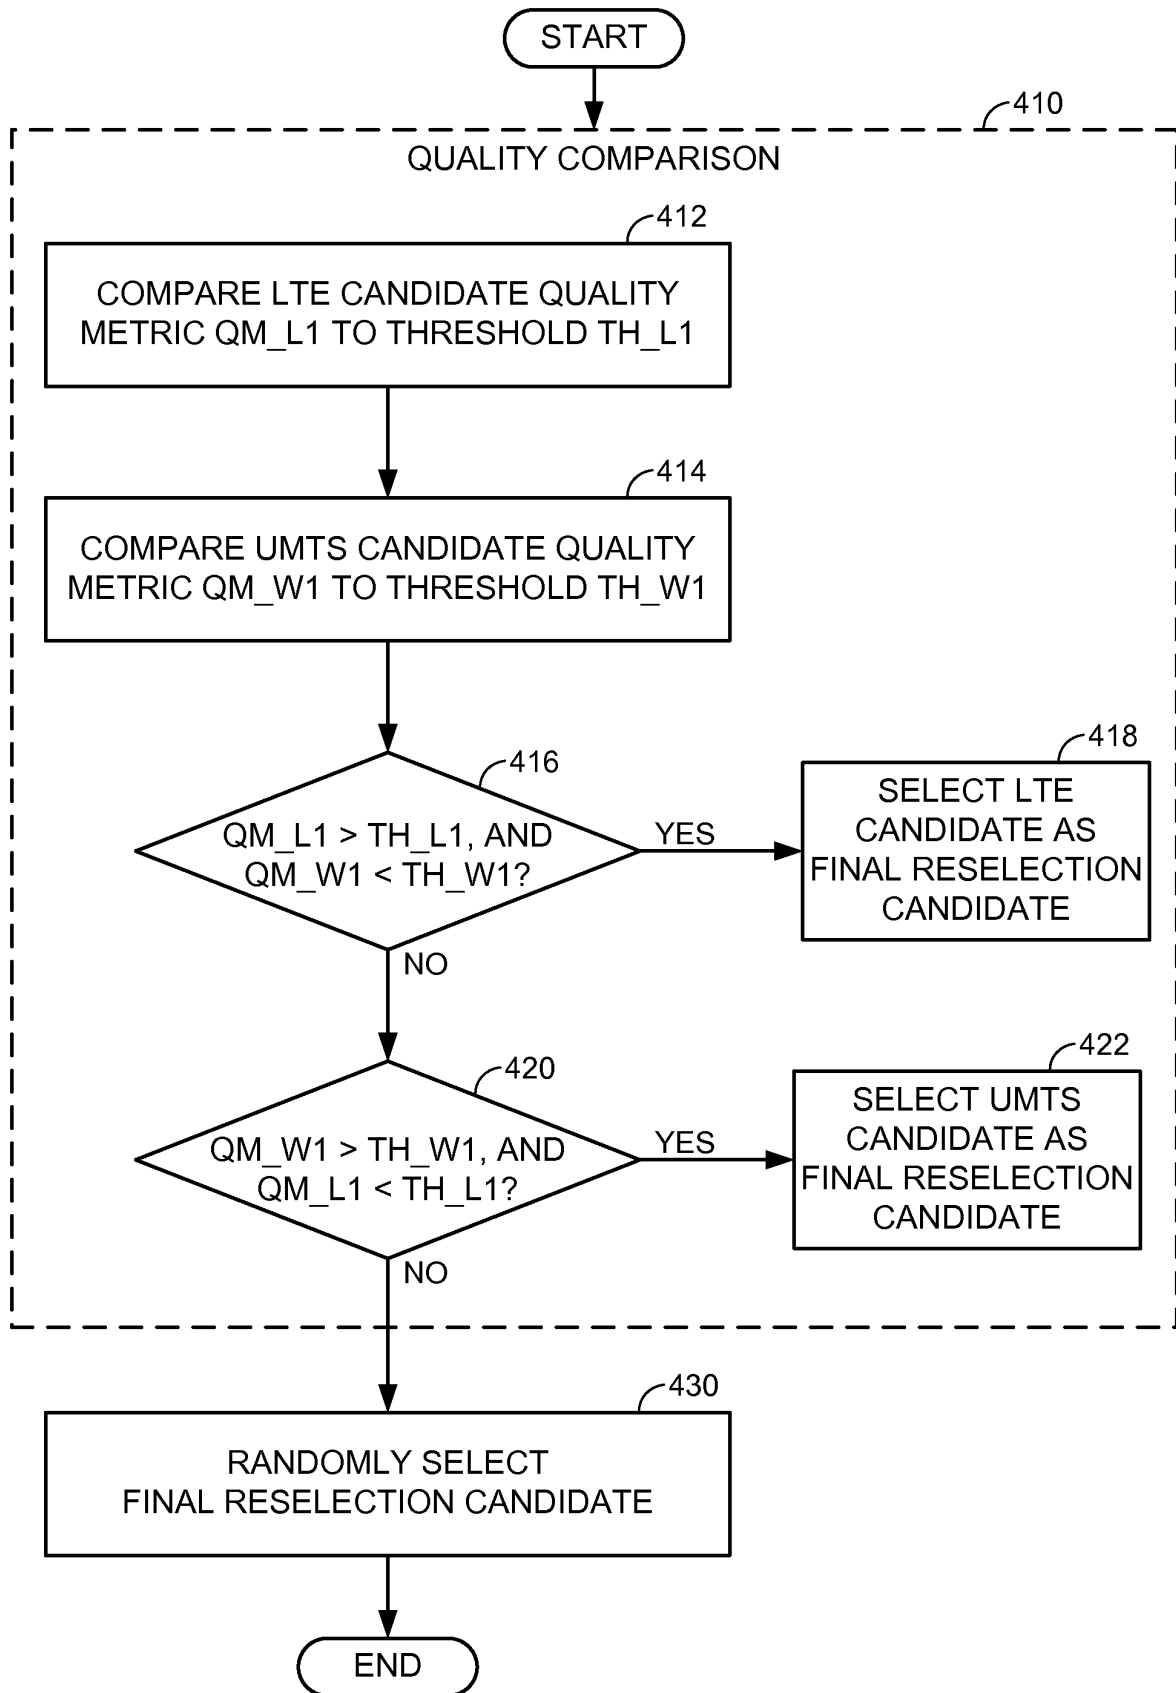 START
410
QUALITY COMPARISON
412
COMPARE LTE CANDIDATE QUALITY
METRIC QM_L1 TO THRESHOLD TH_L1
414
COMPARE UMTS CANDIDATE QUALITY
METRIC QM_W1 TO THRESHOLD TH_W1
416
QM_L1 > TH_L1, AND
QM_W1 < TH_W1?
YES
418
SELECT LTE
CANDIDATE AS
FINAL RESELECTION
CANDIDATE
NO
420
QM_W1 > TH_W1, AND
QM_L1 < TH_L1?
YES
422
SELECT UMTS
CANDIDATE AS
FINAL RESELECTION
CANDIDATE
NO
430
RANDOMLY SELECT
FINAL RESELECTION CANDIDATE
END